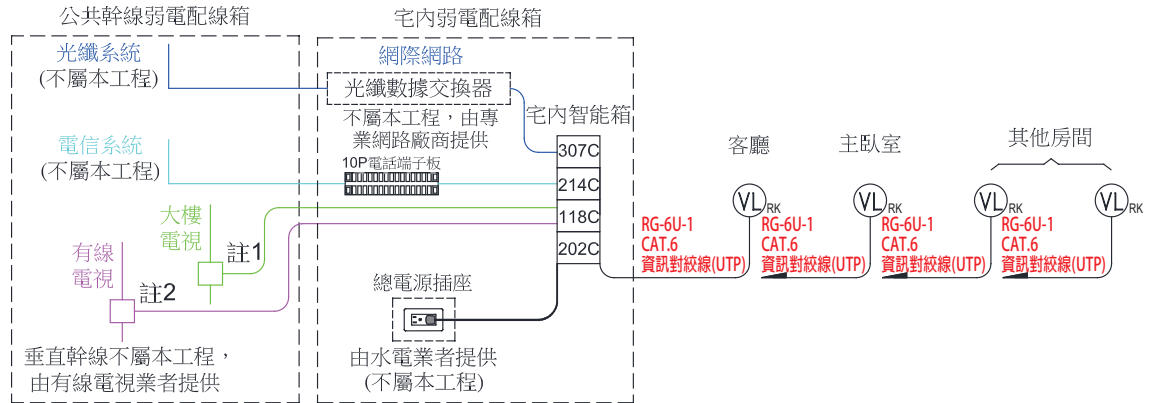 公共幹線弱電配線箱
光纖系統
(不屬本工程)
電信系統
(不屬本工程)
大樓
電視
註1
有線
電視
註2
垂直幹線不屬本工程，
由有線電視業者提供
宅內弱電配線箱
網際網路
光纖數據交換器
不屬本工程，由專
業網路廠商提供
10P電話端子板
宅內智能箱
307C
214C
118C
202C
總電源插座
由水電業者提供
(不屬本工程)
客廳
主臥室
其他房間
VL RK
VL RK
VL RK
VL RK
RG-6U-1
CAT.6
資訊對絞線(UTP)
RG-6U-1
CAT.6
資訊對絞線(UTP)
RG-6U-1
CAT.6
資訊對絞線(UTP)
RG-6U-1
CAT.6
資訊對絞線(UTP)